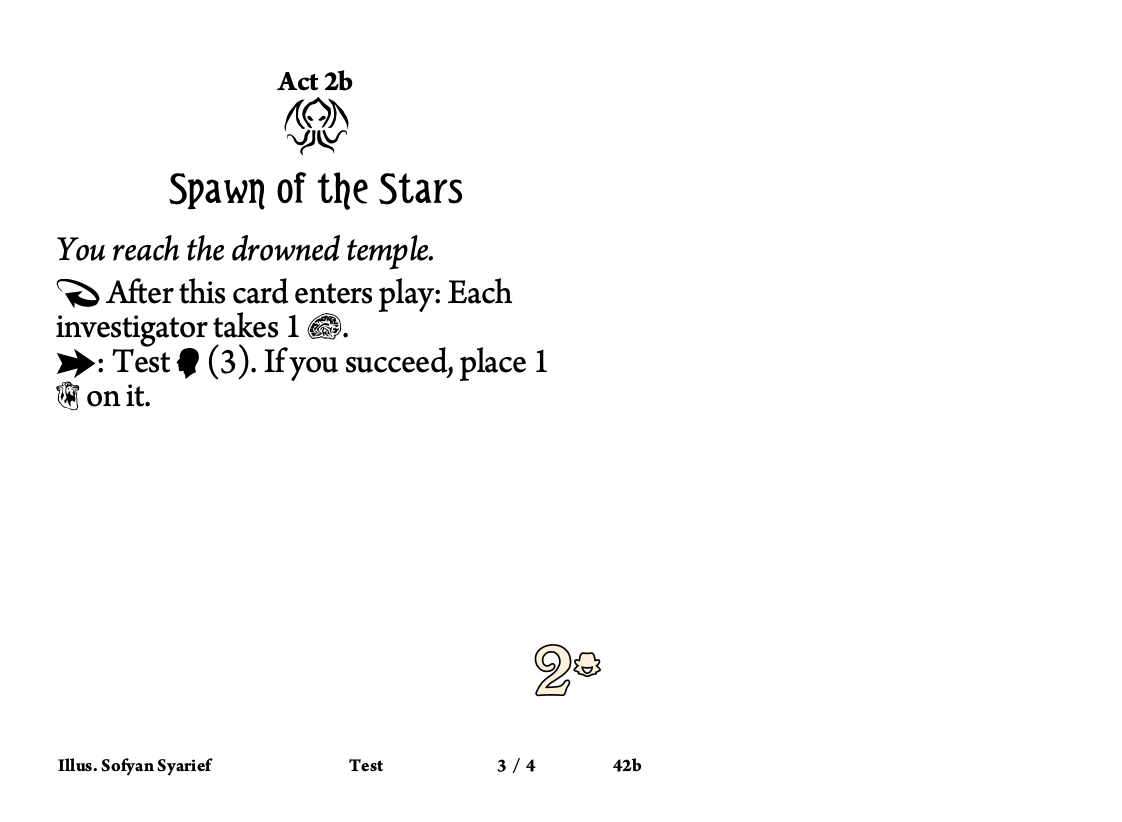 Act 2b
Spawn of the Stars
You reach the drowned temple.
After this card enters play: Each
investigator takes 1 .
: Test (3). If you succeed, place 1
on it.
2
Illus. Sofyan Syarief Test 3 / 4 42b